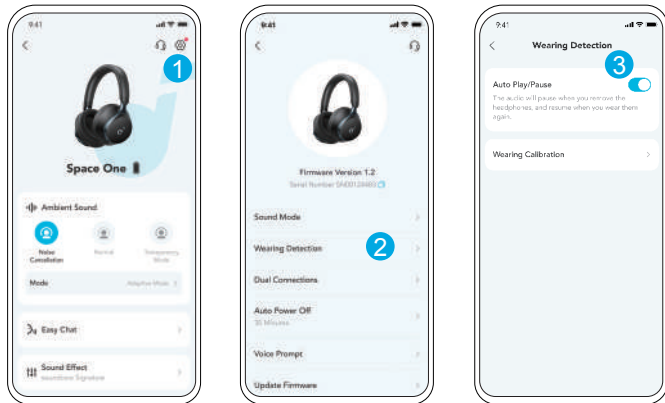 9:41
1
Space One
Ambient Sound
Noise
Cancellation
Normal
Transparency
Mode
Mode
Adaptive Mode
Easy Chat
Sound Effect
soundcore Signature
9:41
Firmware Version 1.2
Sound Mode
Wearing Detection
2
Dual Connections
Auto Power Off
Voice Prompt
Update Firmware
9:41
Wearing Detection
3
Auto Play/Pause
The audio will pause when you remove the
headphones, and resume when you wear them
again.
Wearing Calibration